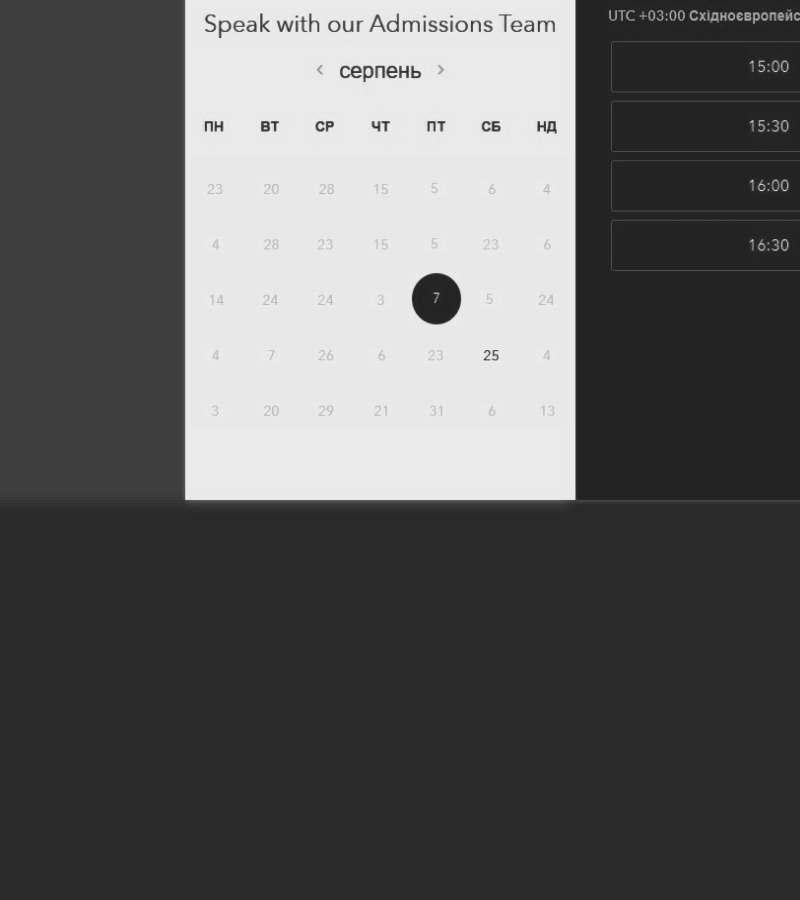 Speak with our Admissions Team
‹ серпень ›
ПН ВТ СР ЧТ ПТ СБ НД
23 20 28 15 5 6 4
4 28 23 15 5 23 6
14 24 24 3 7 5 24
4 7 26 6 23 25 4
3 20 29 21 31 6 13
UTC +03:00 Східноєвропейс
15:00
15:30
16:00
16:30